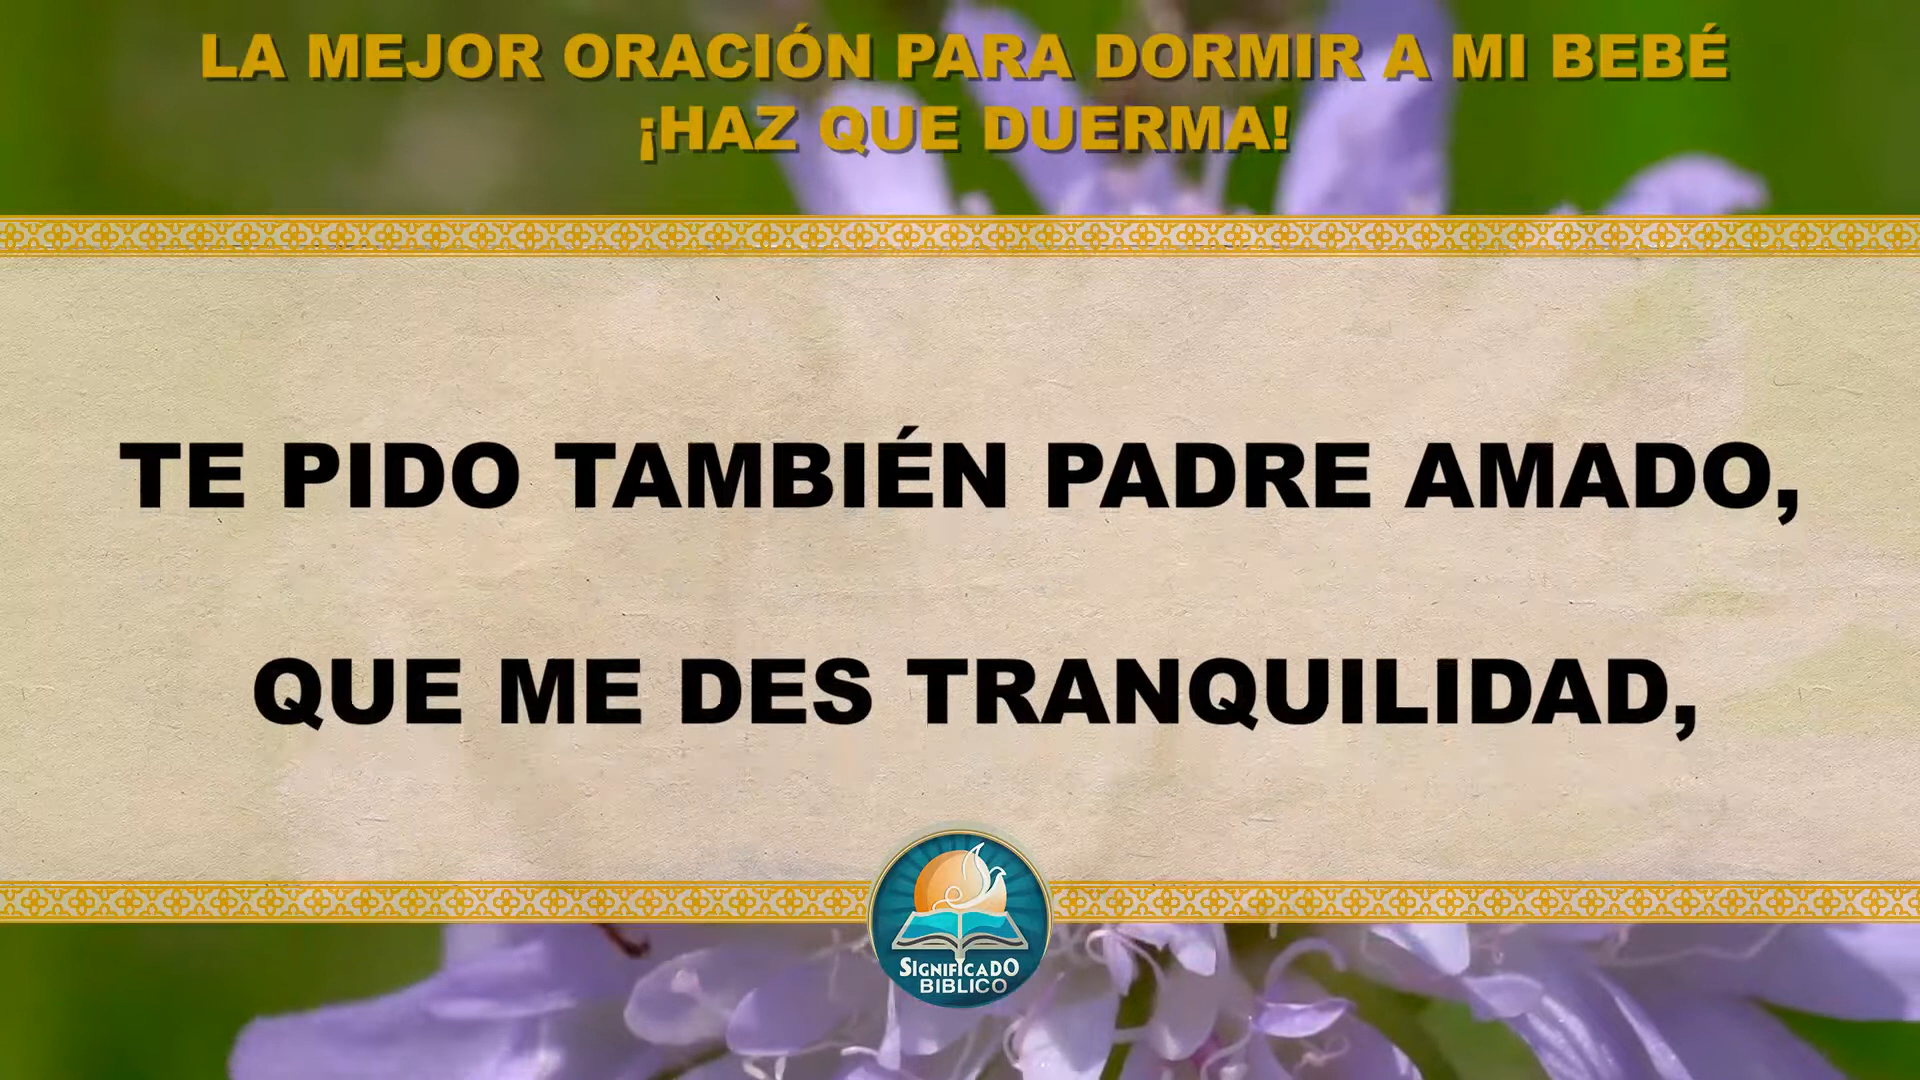 LA MEJOR ORACIÓN PARA DORMIR A MI BEBÉ
¡HAZ QUE DUERMA!
TE PIDO TAMBIÉN PADRE AMADO,
QUE ME DES TRANQUILIDAD,
SIGNIFICADO
BIBLICO